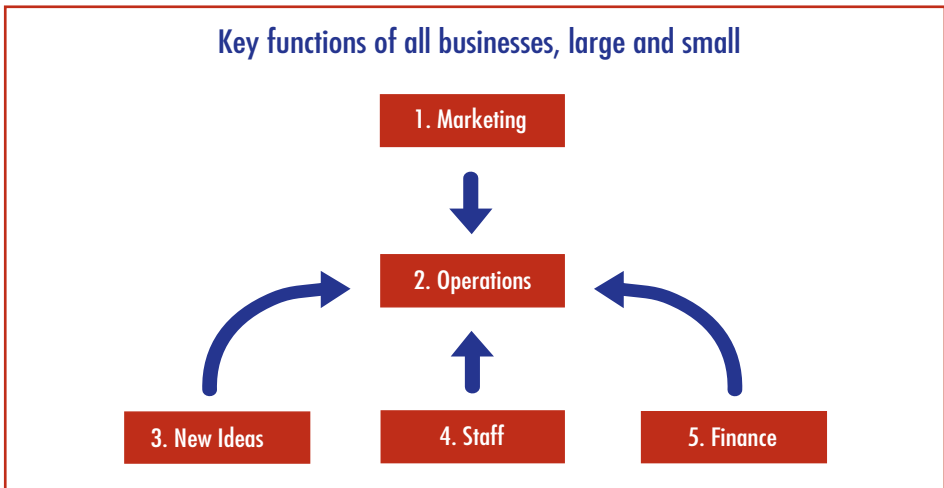 Key functions of all businesses, large and small
1. Marketing
2. Operations
3. New Ideas
4. Staff
5. Finance